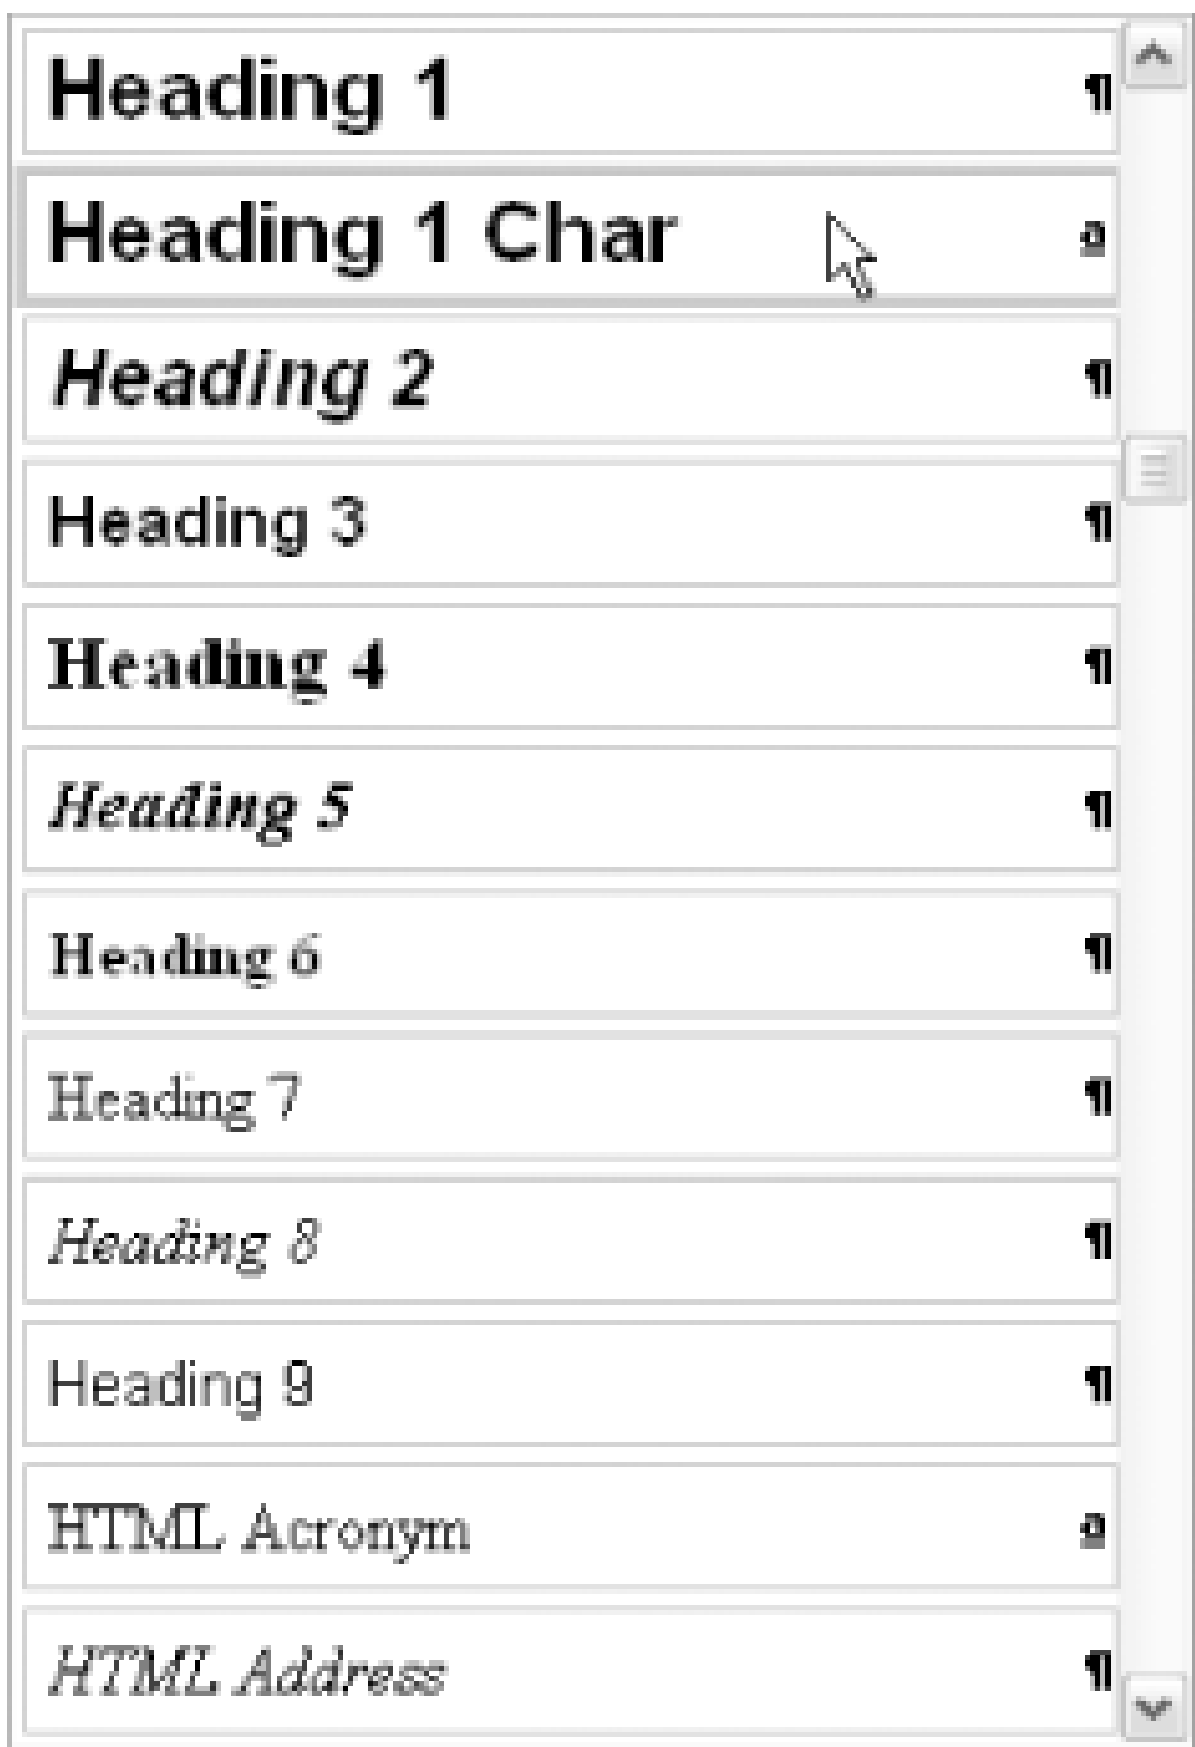 Heading 1 ¶
Heading 1 Char a
Heading 2 ¶
Heading 3 ¶
Heading 4 ¶
Heading 5 ¶
Heading 6 ¶
Heading 7 ¶
Heading 8 ¶
Heading 9 ¶
HTML Acronym a
HTML Address ¶